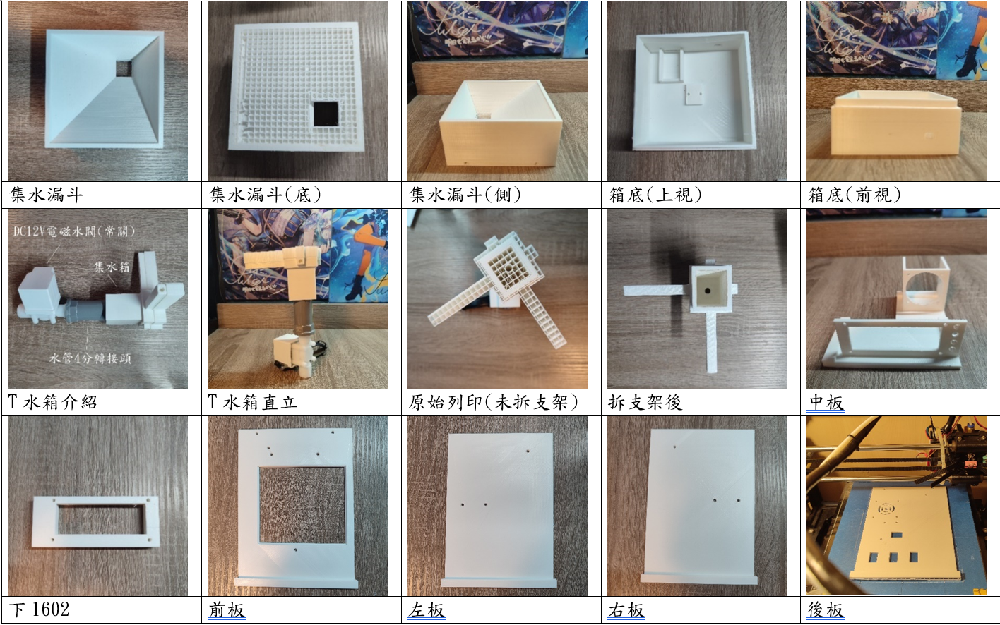 集水漏斗
集水漏斗(底)
集水漏斗(側)
箱底(上視)
箱底(前視)
DC12V電磁水閥(常關)
集水箱
水管4分轉接頭
T 水箱介紹
T 水箱直立
原始列印(未拆支架)
拆支架後
中板
下 1602
前板
左板
右板
後板